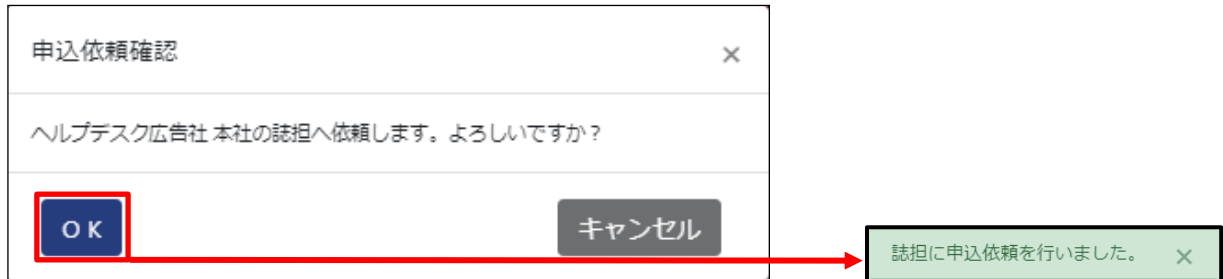 申込依頼確認
×
ヘルプデスク広告社 本社の誌担へ依頼します。よろしいですか？
ＯＫ
キャンセル
誌担に申込依頼を行いました。 ×